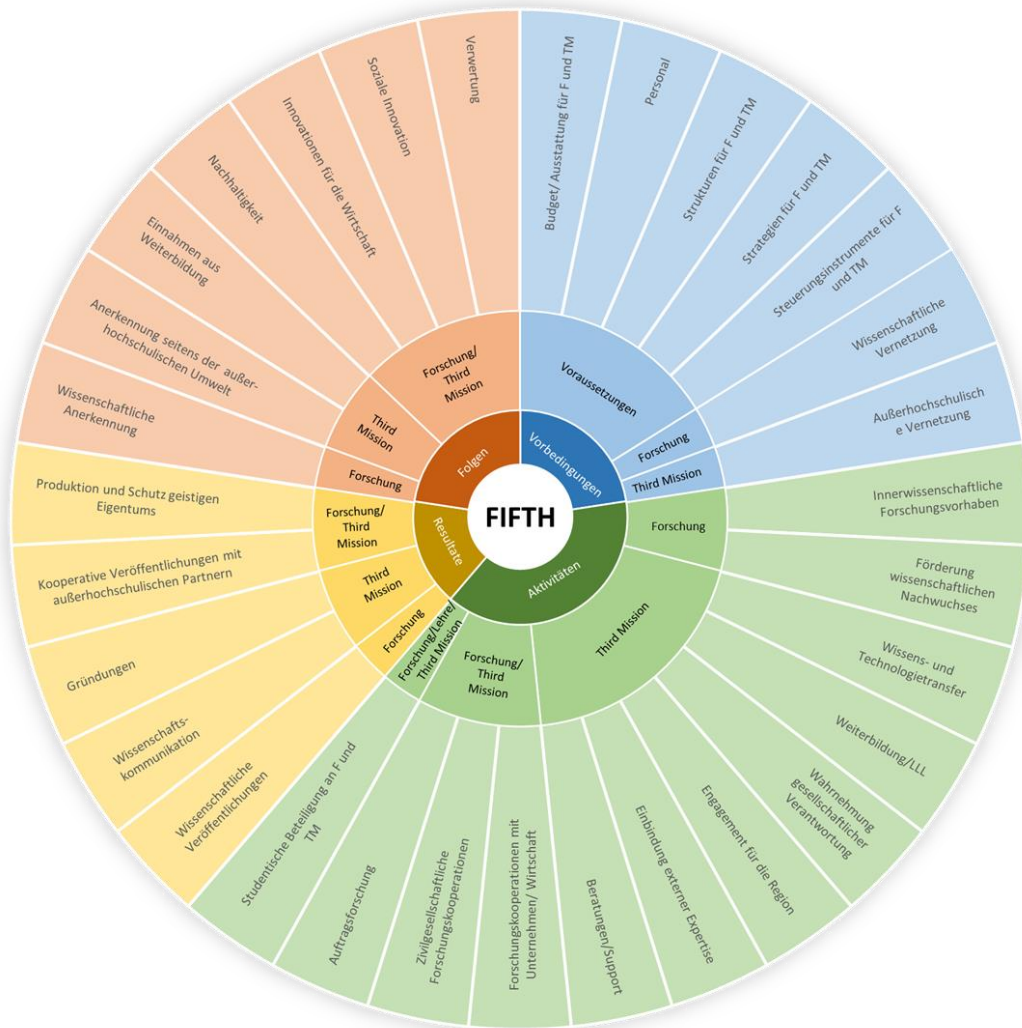 FIFTH
Vorbedingungen
Voraussetzungen
Budget/ Ausstattung für F und TM
Personal
Strukturen für F und TM
Strategien für F und TM
Steuerungsinstrumente für F
und TM
Forschung
Wissenschaftliche
Vernetzung
Third Mission
Außerhochschulisch
e Vernetzung
Aktivitäten
Forschung
Innerwissenschaftliche
Forschungsvorhaben
Förderung
wissenschaftlichen
Nachwuchses
Third Mission
Wissens- und
Technologietransfer
Weiterbildung/LLL
Wahrnehmung
gesellschaftlicher
Verantwortung
Engagement für die Region
Einbindung externer Expertise
Beratungen/Support
Forschung/
Third
Mission
Forschungskooperationen mit
Unternehmen/ Wirtschaft
Zivilgesellschaftliche
Forschungskooperationen
Auftragsforschung
Forschung/Lehre/
Third Mission
Studentische Beteiligung an F und
TM
Resultate
Forschung
Wissenschaftliche
Veröffentlichungen
Third
Mission
Wissenschafts-
kommunikation
Gründungen
Forschung/
Third
Mission
Kooperative Veröffentlichungen mit
außerhochschulischen Partnern
Produktion und Schutz geistigen
Eigentums
Folgen
Forschung
Wissenschaftliche
Anerkennung
Third
Mission
Anerkennung seitens der außer-
hochschulischen Umwelt
Einnahmen aus
Weiterbildung
Forschung/
Third
Mission
Nachhaltigkeit
Innovationen für die Wirtschaft
Soziale Innovation
Verwertung